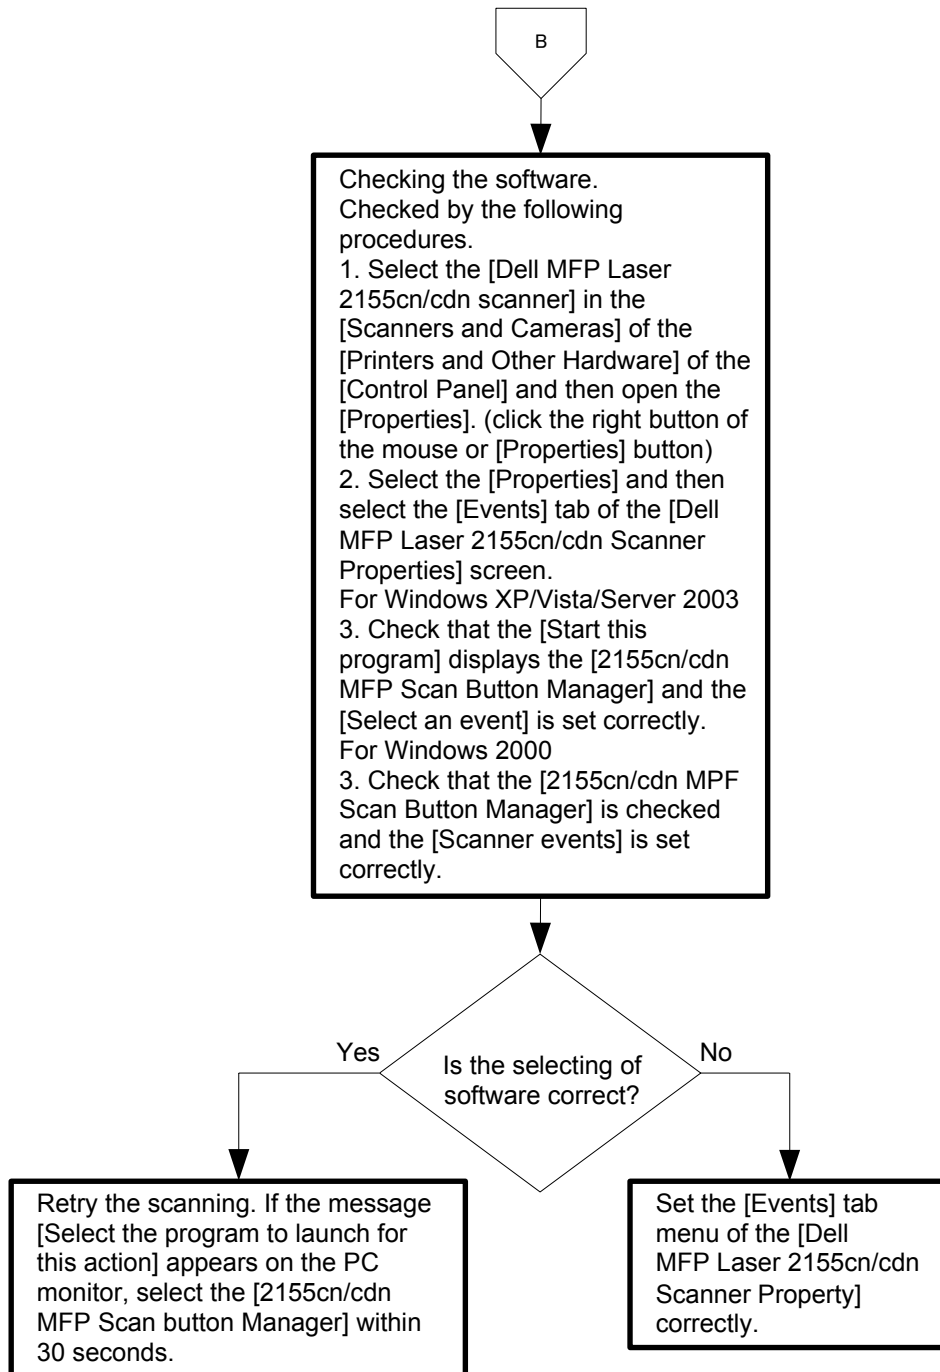 B
Checking the software.
Checked by the following
procedures.
1. Select the [Dell MFP Laser
2155cn/cdn scanner] in the
[Scanners and Cameras] of the
[Printers and Other Hardware] of the
[Control Panel] and then open the
[Properties]. (click the right button of
the mouse or [Properties] button)
2. Select the [Properties] and then
select the [Events] tab of the [Dell
MFP Laser 2155cn/cdn Scanner
Properties] screen.
For Windows XP/Vista/Server 2003
3. Check that the [Start this
program] displays the [2155cn/cdn
MFP Scan Button Manager] and the
[Select an event] is set correctly.
For Windows 2000
3. Check that the [2155cn/cdn MPF
Scan Button Manager] is checked
and the [Scanner events] is set
correctly.
Yes
No
Is the selecting of
software correct?
Retry the scanning. If the message
[Select the program to launch for
this action] appears on the PC
monitor, select the [2155cn/cdn
MFP Scan button Manager] within
30 seconds.
Set the [Events] tab
menu of the [Dell
MFP Laser 2155cn/cdn
Scanner Property]
correctly.